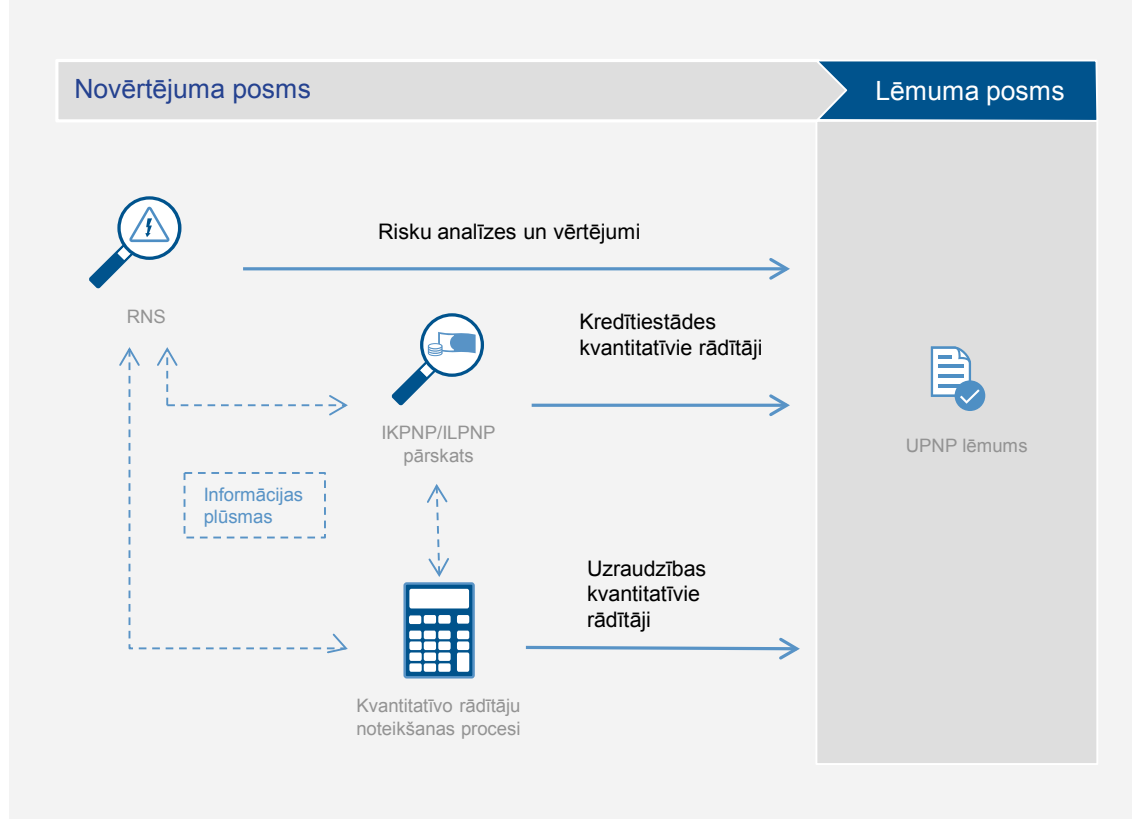 Novērtējuma posms
Lēmuma posms
Risku analīzes un vērtējumi
RNS
Kredītiestādes
kvantitatīvie rādītāji
IKPNP/ILPNP
pārskats
UPNP lēmums
Informācijas
plūsmas
Uzraudzības
kvantitatīvie
rādītāji
Kvantitatīvo rādītāju
noteikšanas procesi